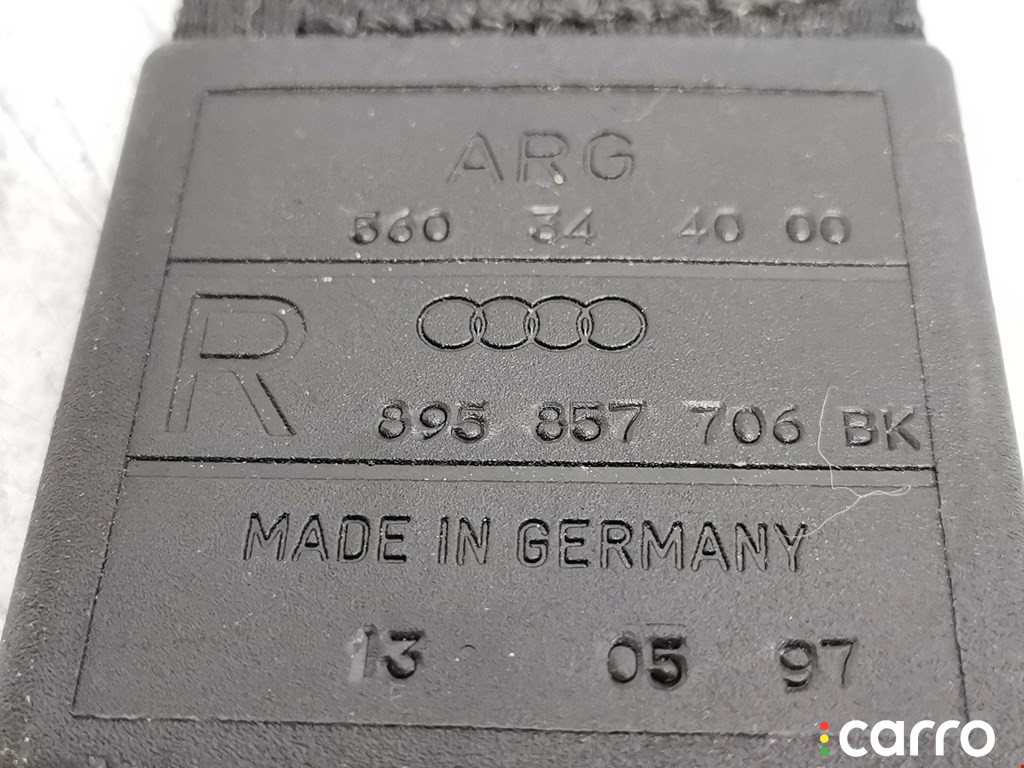 ARG
560 34 40 00
R
895 857 706 BK
MADE IN GERMANY
13 05 97
carro